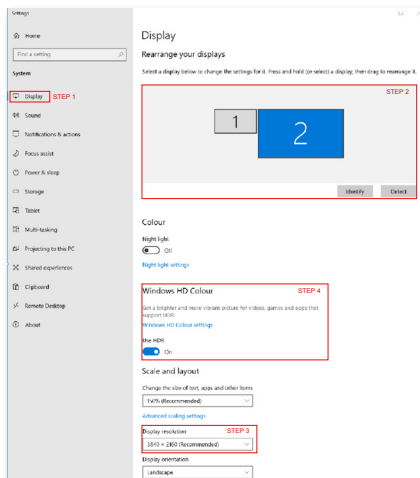 Settings
Home
Find a setting
System
Display STEP 1
Sound
Notifications & actions
Focus assist
Power & sleep
Storage
Tablet
Multi-tasking
Projecting to this PC
Shared experiences
Clipboard
Remote Desktop
About
Display
Rearrange your displays
Select a display below to change the settings for it. Press and hold (or select) a display, then drag to rearrange it.
STEP 2
1 2
Identify Detect
Colour
Night light
Off
Night light settings
Windows HD Colour STEP 4
Get a brighter and more vibrant picture for videos, games and apps that
support HDR.
Windows HD Colour settings
Use HDR
On
Scale and layout
Change the size of text, apps and other items
150% (Recommended)
Advanced scaling settings
Display resolution STEP 3
3840 × 2160 (Recommended)
Display orientation
Landscape